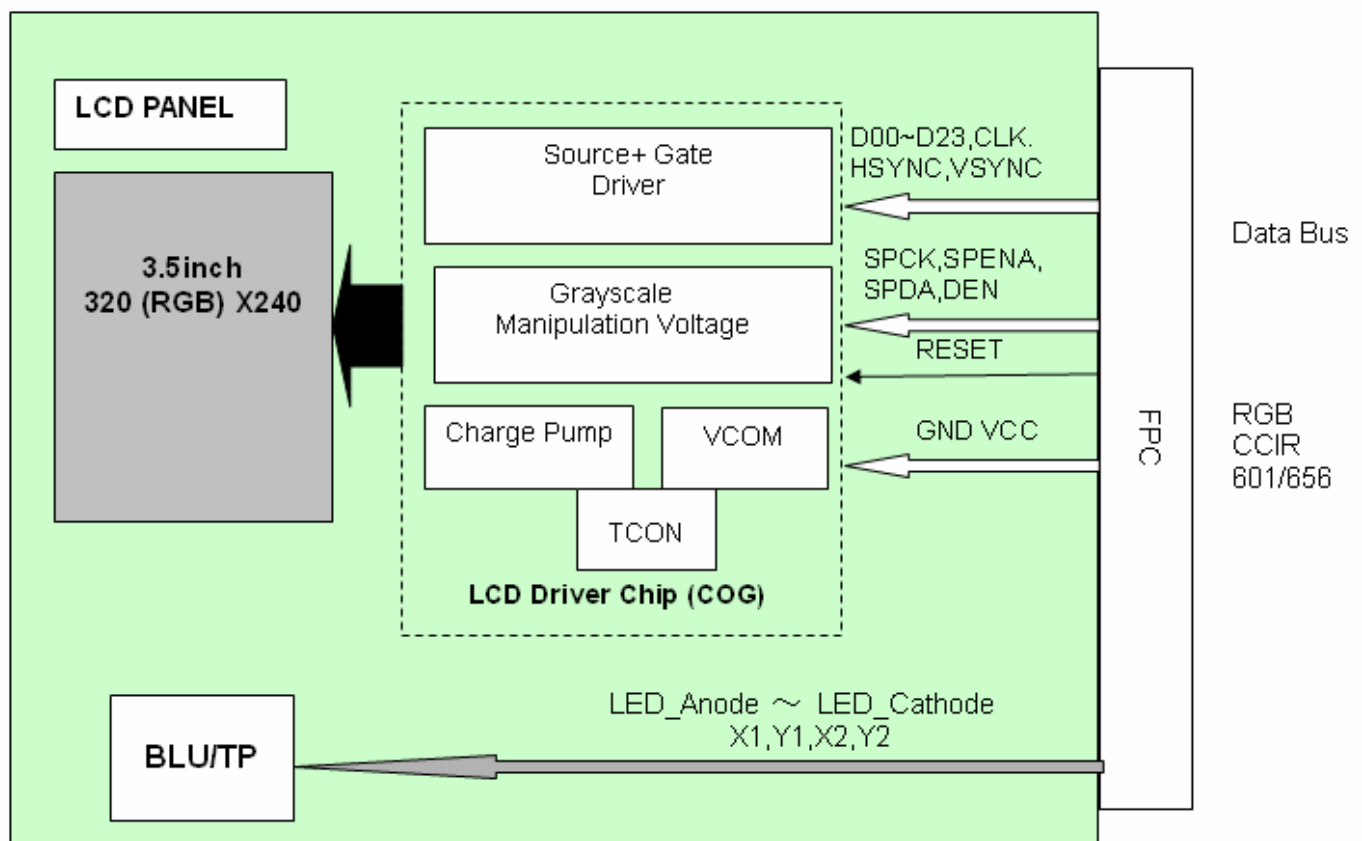 LCD PANEL
3.5inch
320 (RGB) X240
Source+ Gate
Driver
Grayscale
Manipulation Voltage
Charge Pump
VCOM
TCON
LCD Driver Chip (COG)
D00~D23,CLK.
HSYNC,VSYNC
SPCK,SPENA,
SPDA,DEN
RESET
GND VCC
FPC
Data Bus
RGB
CCIR
601/656
BLU/TP
LED_Anode ～ LED_Cathode
X1,Y1,X2,Y2